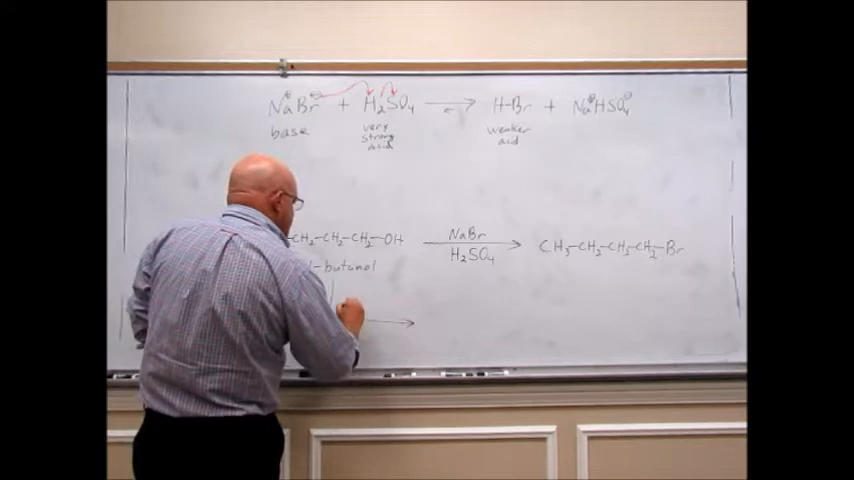 Na⊕Br⊖ + H₂SO₄ ⇌ H-Br + Na⊕HSO₄⊖
base very strong acid weaker acid
-CH₂-CH₂-CH₂-OH NaBr H₂SO₄ → CH₃-CH₂-CH₂-CH₂-Br
1-butanol
→